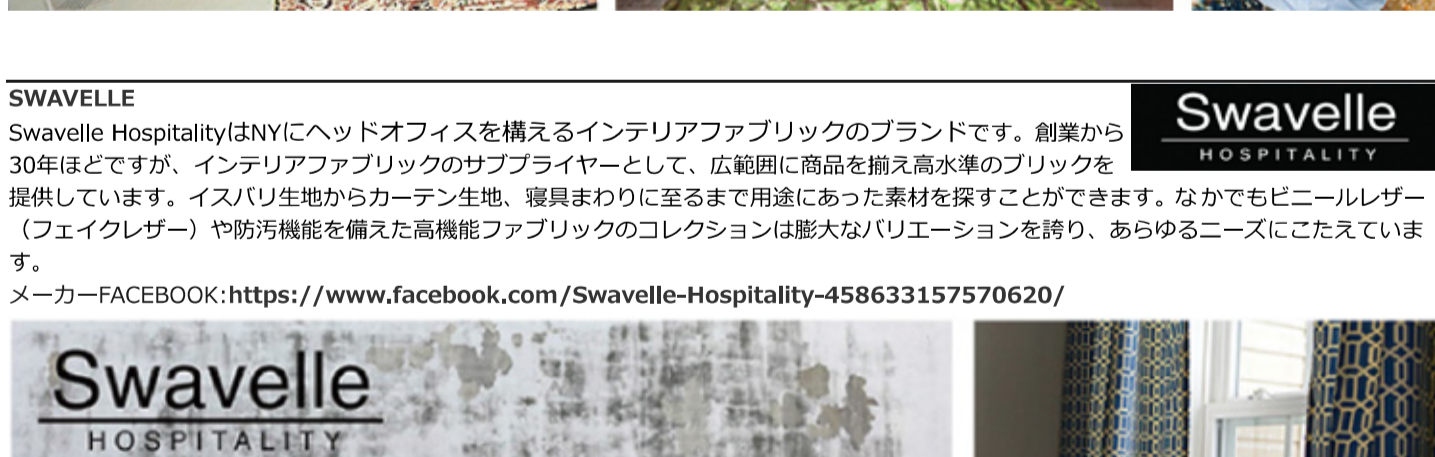 SWAVELLE
Swavelle
HOSPITALITY
Swavelle HospitalityはNYにヘッドオフィスを構えるインテリアファブリックのブランドです。創業から
30年ほどですが、インテリアファブリックのサブプライヤーとして、広範囲に商品を揃え高水準のブリックを
提供しています。イスバリ生地からカーテン生地、寝具まわりに至るまで用途にあった素材を探すことができます。なかでもビニールレザー
（フェイクレザー）や防汚機能を備えた高機能ファブリックのコレクションは膨大なバリエーションを誇り、あらゆるニーズにこたえていま
す。
メーカーFACEBOOK:https://www.facebook.com/Swavelle-Hospitality-458633157570620/
Swavelle
HOSPITALITY